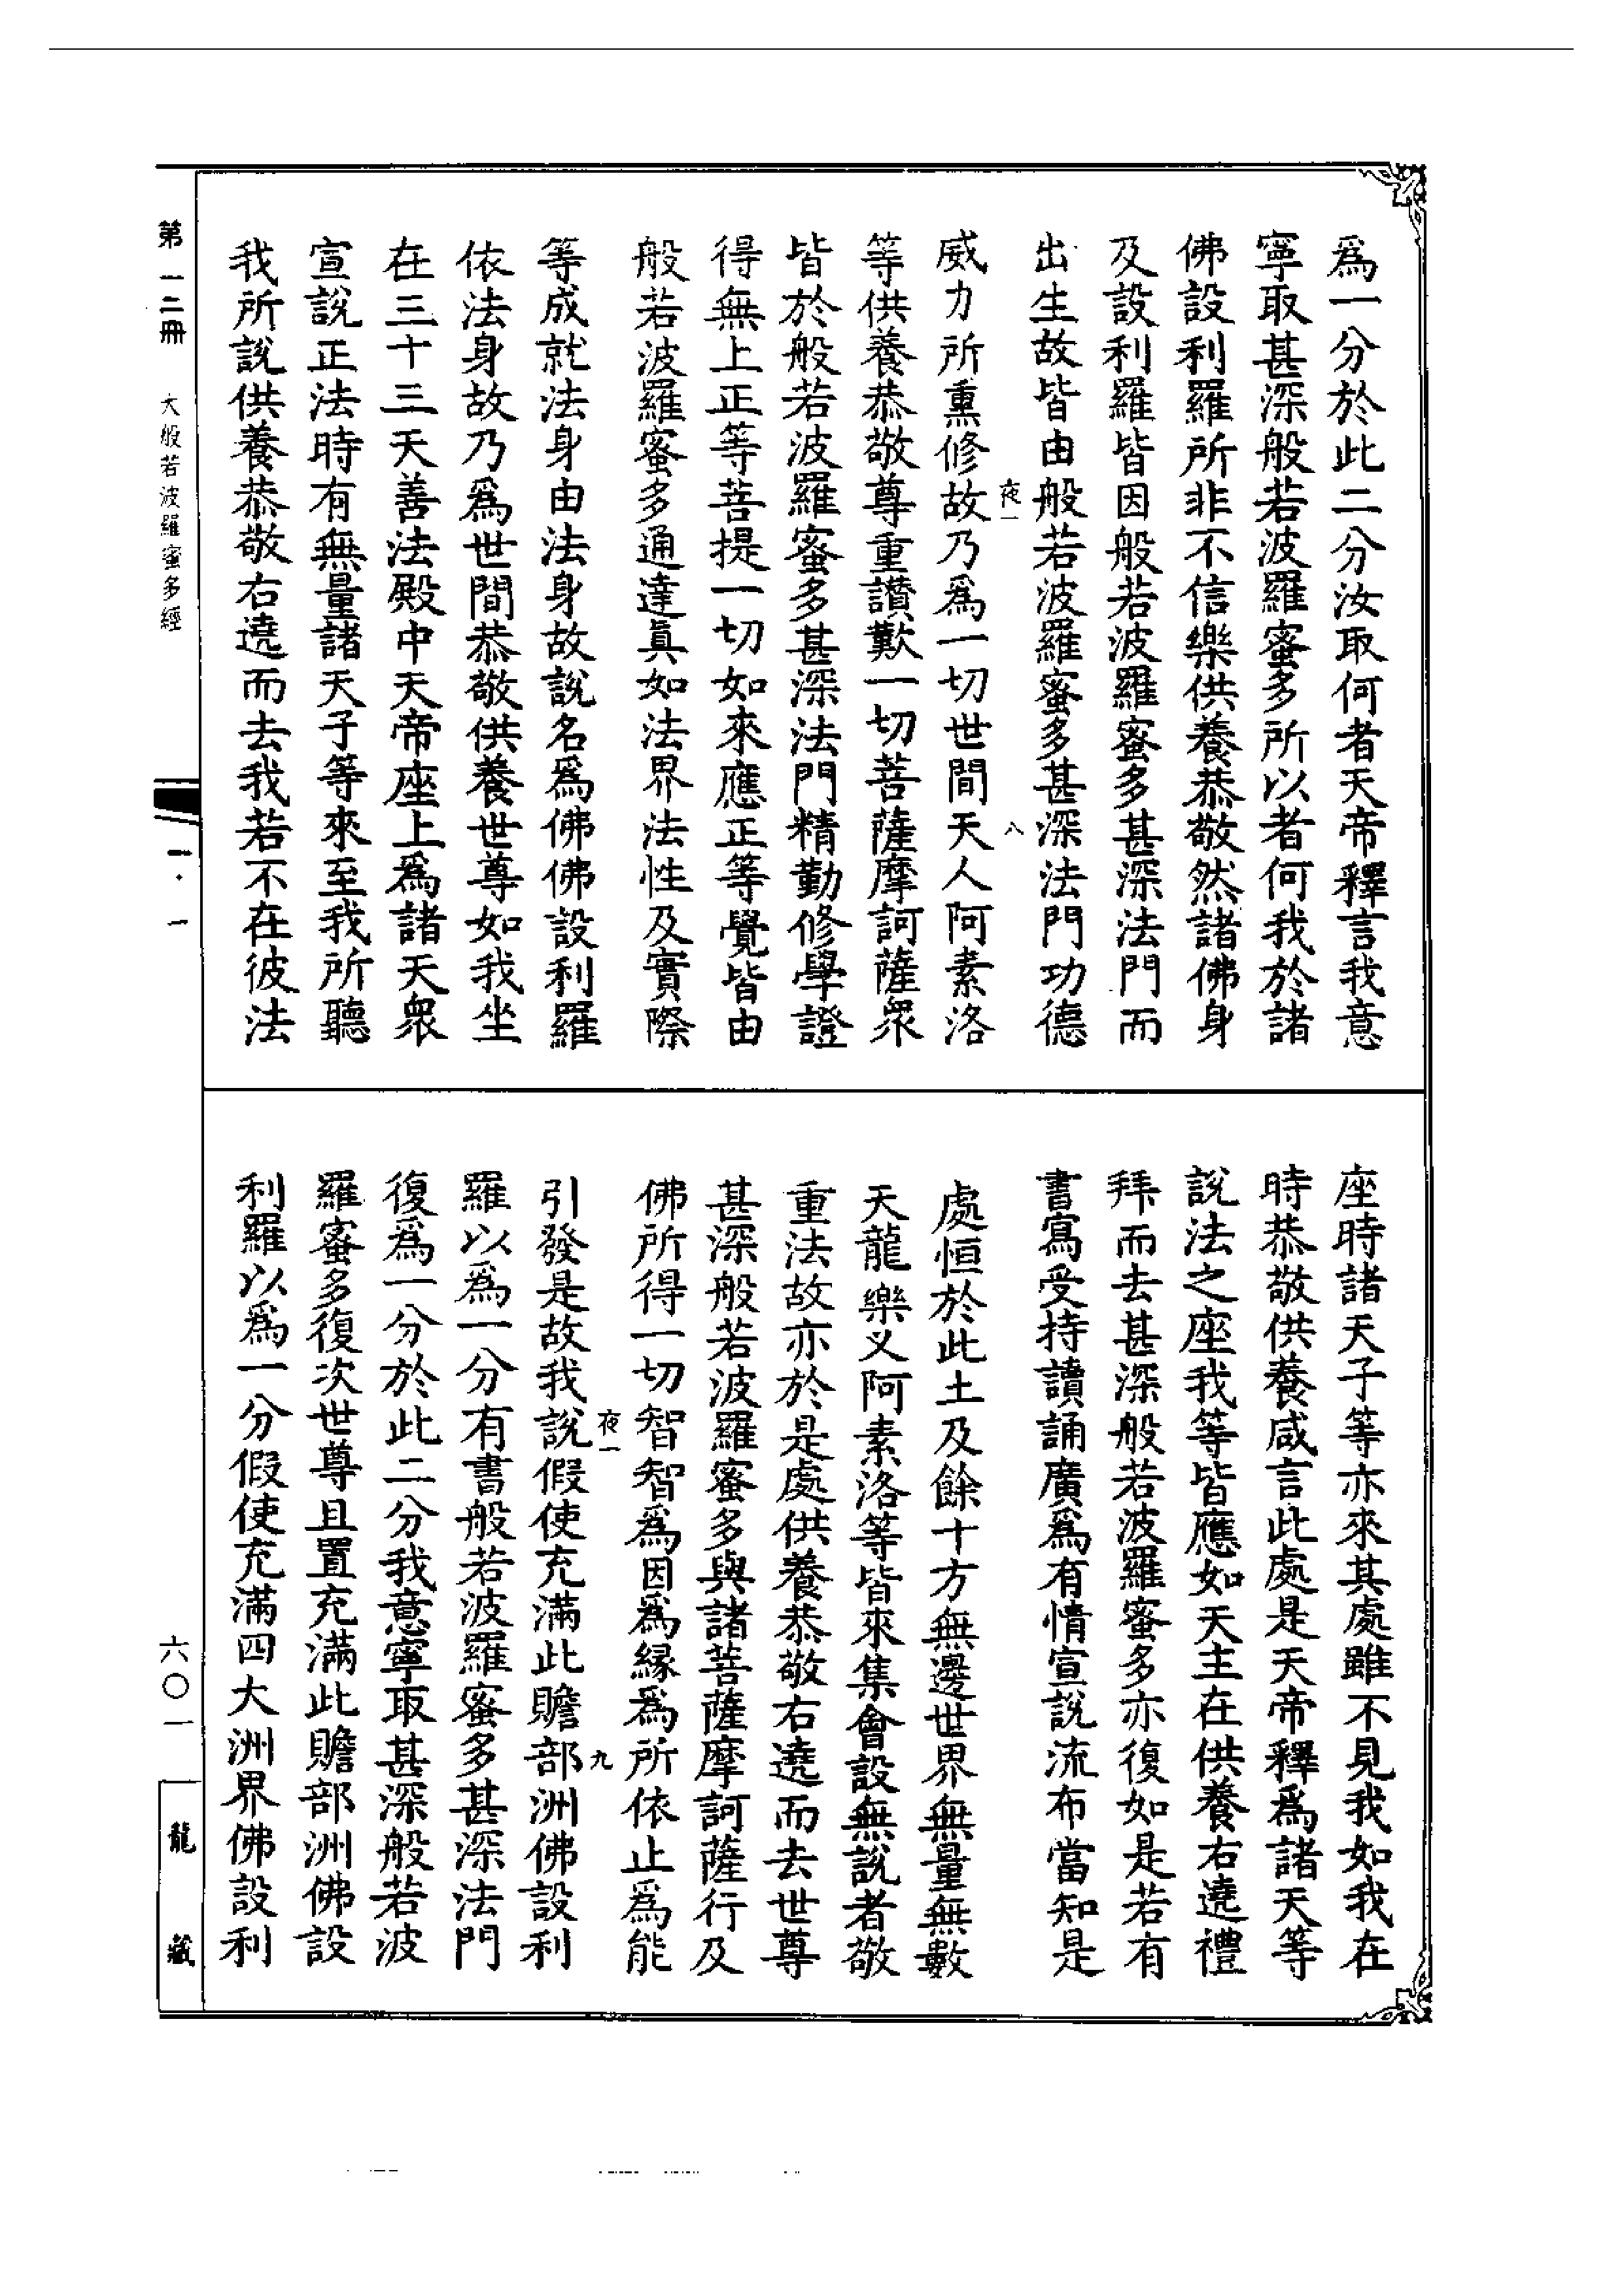 爲一分於此二分汝取何者天帝釋言我意
寧取甚深般若波羅蜜多所以者何我於諸
佛設利羅所非不信樂供養恭敬然諸佛身
及設利羅皆因般若波羅蜜多甚深法門而
出生故皆由般若波羅蜜多甚深法門功德
夜一
八
威力所熏修故乃爲一切世間天人阿素洛
等供養恭敬尊重讚歎一切菩薩摩訶薩衆
皆於般若波羅蜜多甚深法門精勤修學證
得無上正等菩提一切如來應正等覺皆由
般若波羅蜜多通達眞如法界法性及實際
等成就法身由法身故說名爲佛佛設利羅
依法身故乃爲世間恭敬供養世尊如我坐
在三十三天善法殿中天帝座上爲諸天衆
宣說正法時有無量諸天子等來至我所聽
我所說供養恭敬右遶而去我若不在彼法
座時諸天子等亦來其處雖不見我如我在
時恭敬供養咸言此處是天帝釋爲諸天等
說法之座我等皆應如天主在供養右遶禮
拜而去甚深般若波羅蜜多亦復如是若有
書寫受持讀誦廣爲有情宣說流布當知是
處恒於此土及餘十方無邊世界無量無數
天龍樂义阿素洛等皆來集會設無說者敬
重法故亦於是處供養恭敬右遶而去世尊
甚深般若波羅蜜多與諸菩薩摩訶薩行及
佛所得一切智智爲因爲緣爲所依止爲能
夜一
九
引發是故我說假使充滿此贍部洲佛設利
羅以爲一分有書般若波羅蜜多甚深法門
復爲一分於此二分我意寧取甚深般若波
羅蜜多復次世尊且置充滿此贍部洲佛設
利羅以爲一分假使充滿四大洲界佛設利
第一二冊
大般若波羅蜜多經
一·一
六〇一
龍藏